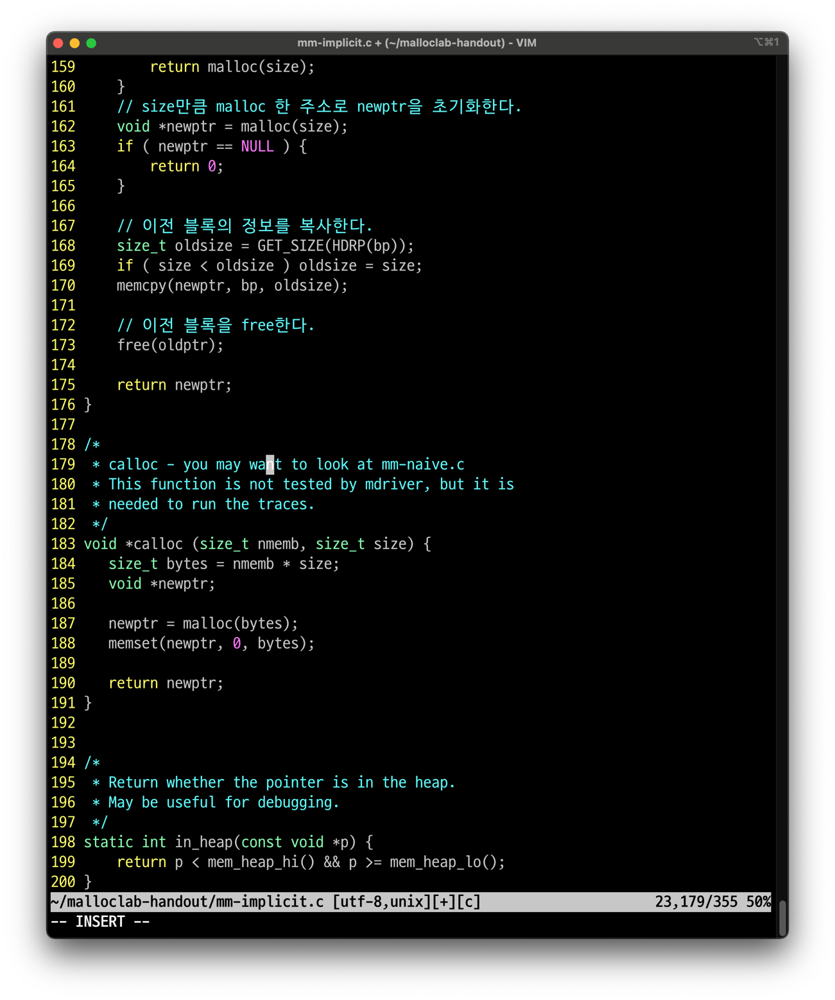 mm-implicit.c + (~/malloclab-handout) - VIM
⌥⌘1
159         return malloc(size);
160     }
161     // size만큼 malloc 한 주소로 newptr을 초기화한다.
162     void *newptr = malloc(size);
163     if ( newptr == NULL ) {
164         return 0;
165     }
166
167     // 이전 블록의 정보를 복사한다.
168     size_t oldsize = GET_SIZE(HDRP(bp));
169     if ( size < oldsize ) oldsize = size;
170     memcpy(newptr, bp, oldsize);
171
172     // 이전 블록을 free한다.
173     free(oldptr);
174
175     return newptr;
176 }
177
178 /*
179  * calloc - you may want to look at mm-naive.c
180  * This function is not tested by mdriver, but it is
181  * needed to run the traces.
182  */
183 void *calloc (size_t nmemb, size_t size) {
184    size_t bytes = nmemb * size;
185    void *newptr;
186
187    newptr = malloc(bytes);
188    memset(newptr, 0, bytes);
189
190    return newptr;
191 }
192
193
194 /*
195  * Return whether the pointer is in the heap.
196  * May be useful for debugging.
197  */
198 static int in_heap(const void *p) {
199     return p < mem_heap_hi() && p >= mem_heap_lo();
200 }
~/malloclab-handout/mm-implicit.c [utf-8,unix][+][c] 23,179/355 50%
-- INSERT --